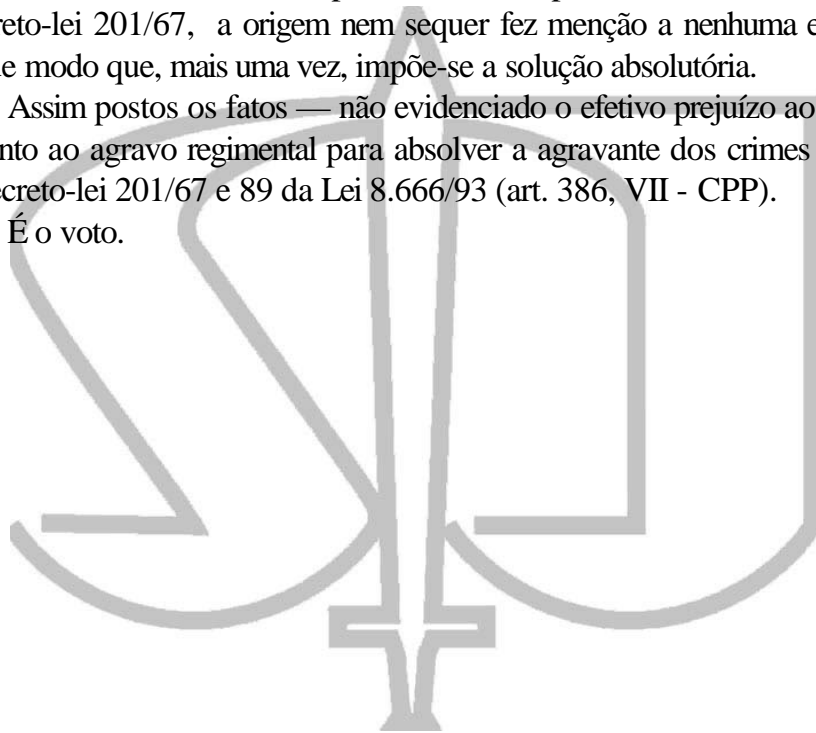 reto-lei 201/67, a origem nem sequer fez menção a nenhuma e
le modo que, mais uma vez, impõe-se a solução absolutória.
Assim postos os fatos — não evidenciado o efetivo prejuízo ao
nto ao agravo regimental para absolver a agravante dos crimes
ecreto-lei 201/67 e 89 da Lei 8.666/93 (art. 386, VII - CPP).
É o voto.